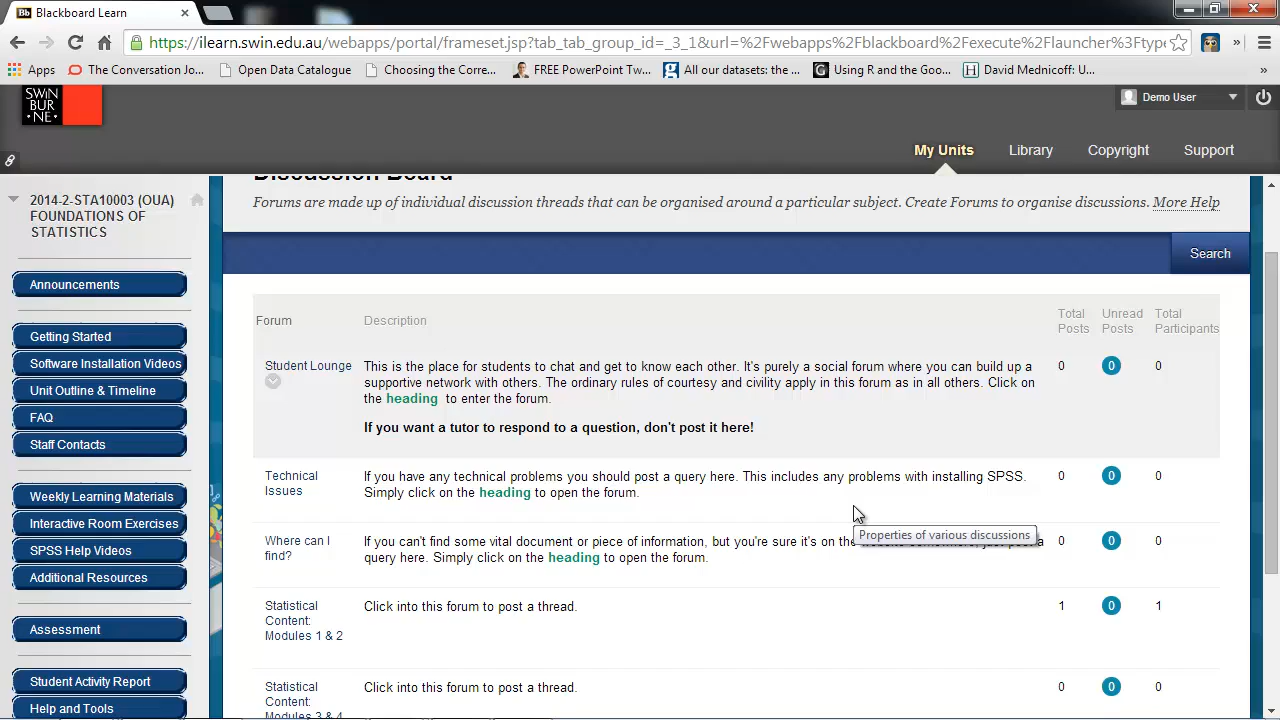 Blackboard Learn
https://ilearn.swin.edu.au/webapps/portal/frameset.jsp?tab_tab_group_id=_3_1&url=%2Fwebapps%2Fblackboard%2Fexecute%2Flauncher%3Ftype
Apps The Conversation Jo... Open Data Catalogue Choosing the Corre... FREE PowerPoint Tw... All our datasets: the ... Using R and the Goo... David Mednicoff: U... »
SWIN
BUR
•NE•
Demo User
My Units Library Copyright Support
2014-2-STA10003 (OUA)
FOUNDATIONS OF
STATISTICS
Announcements
Getting Started
Software Installation Videos
Unit Outline & Timeline
FAQ
Staff Contacts
Weekly Learning Materials
Interactive Room Exercises
SPSS Help Videos
Additional Resources
Assessment
Student Activity Report
Help and Tools
Discussion Board
Forums are made up of individual discussion threads that can be organised around a particular subject. Create Forums to organise discussions. More Help
Search
Forum Description Total Posts Unread Posts Total Participants
Student Lounge
This is the place for students to chat and get to know each other. It's purely a social forum where you can build up a
supportive network with others. The ordinary rules of courtesy and civility apply in this forum as in all others. Click on
the heading to enter the forum.
If you want a tutor to respond to a question, don't post it here!
0 0 0
Technical
Issues
If you have any technical problems you should post a query here. This includes any problems with installing SPSS.
Simply click on the heading to open the forum.
0 0 0
Properties of various discussions
Where can I
find?
If you can't find some vital document or piece of information, but you're sure it's on the
query here. Simply click on the heading to open the forum.
0 0 0
Statistical
Content:
Modules 1 & 2
Click into this forum to post a thread.
1 0 1
Statistical
Content:
Modules 3 & 4
Click into this forum to post a thread.
0 0 0